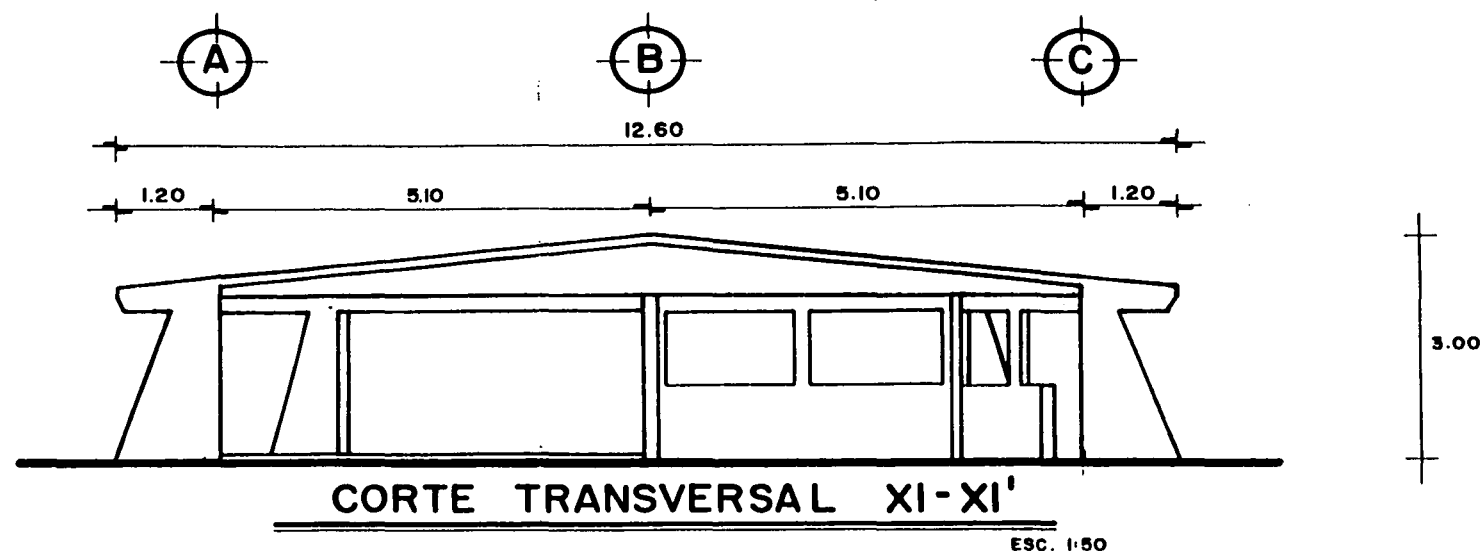 A B C
12.60
1.20 5.10 5.10 1.20
3.00
CORTE TRANSVERSAL XI-XI'
ESC. 1:50